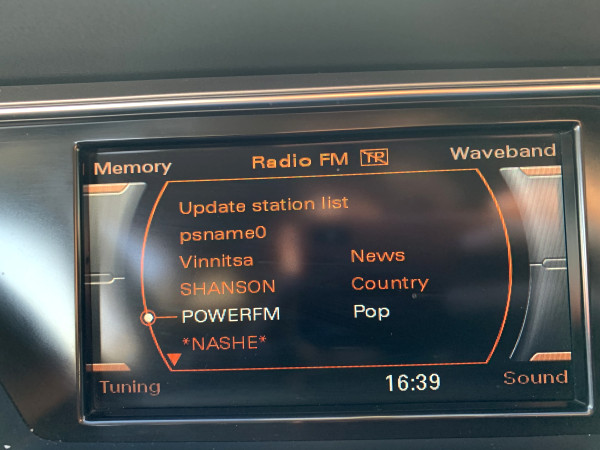 Memory Radio FM TP Waveband
Update station list
psname0
Vinnitsa News
SHANSON Country
POWERFM Pop
*NASHE*
Tuning 16:39 Sound